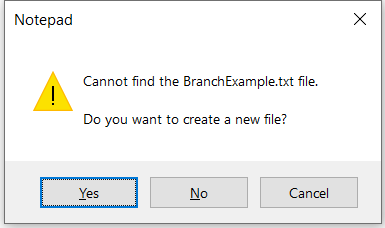 Notepad
Cannot find the BranchExample.txt file.
Do you want to create a new file?
Yes
No
Cancel